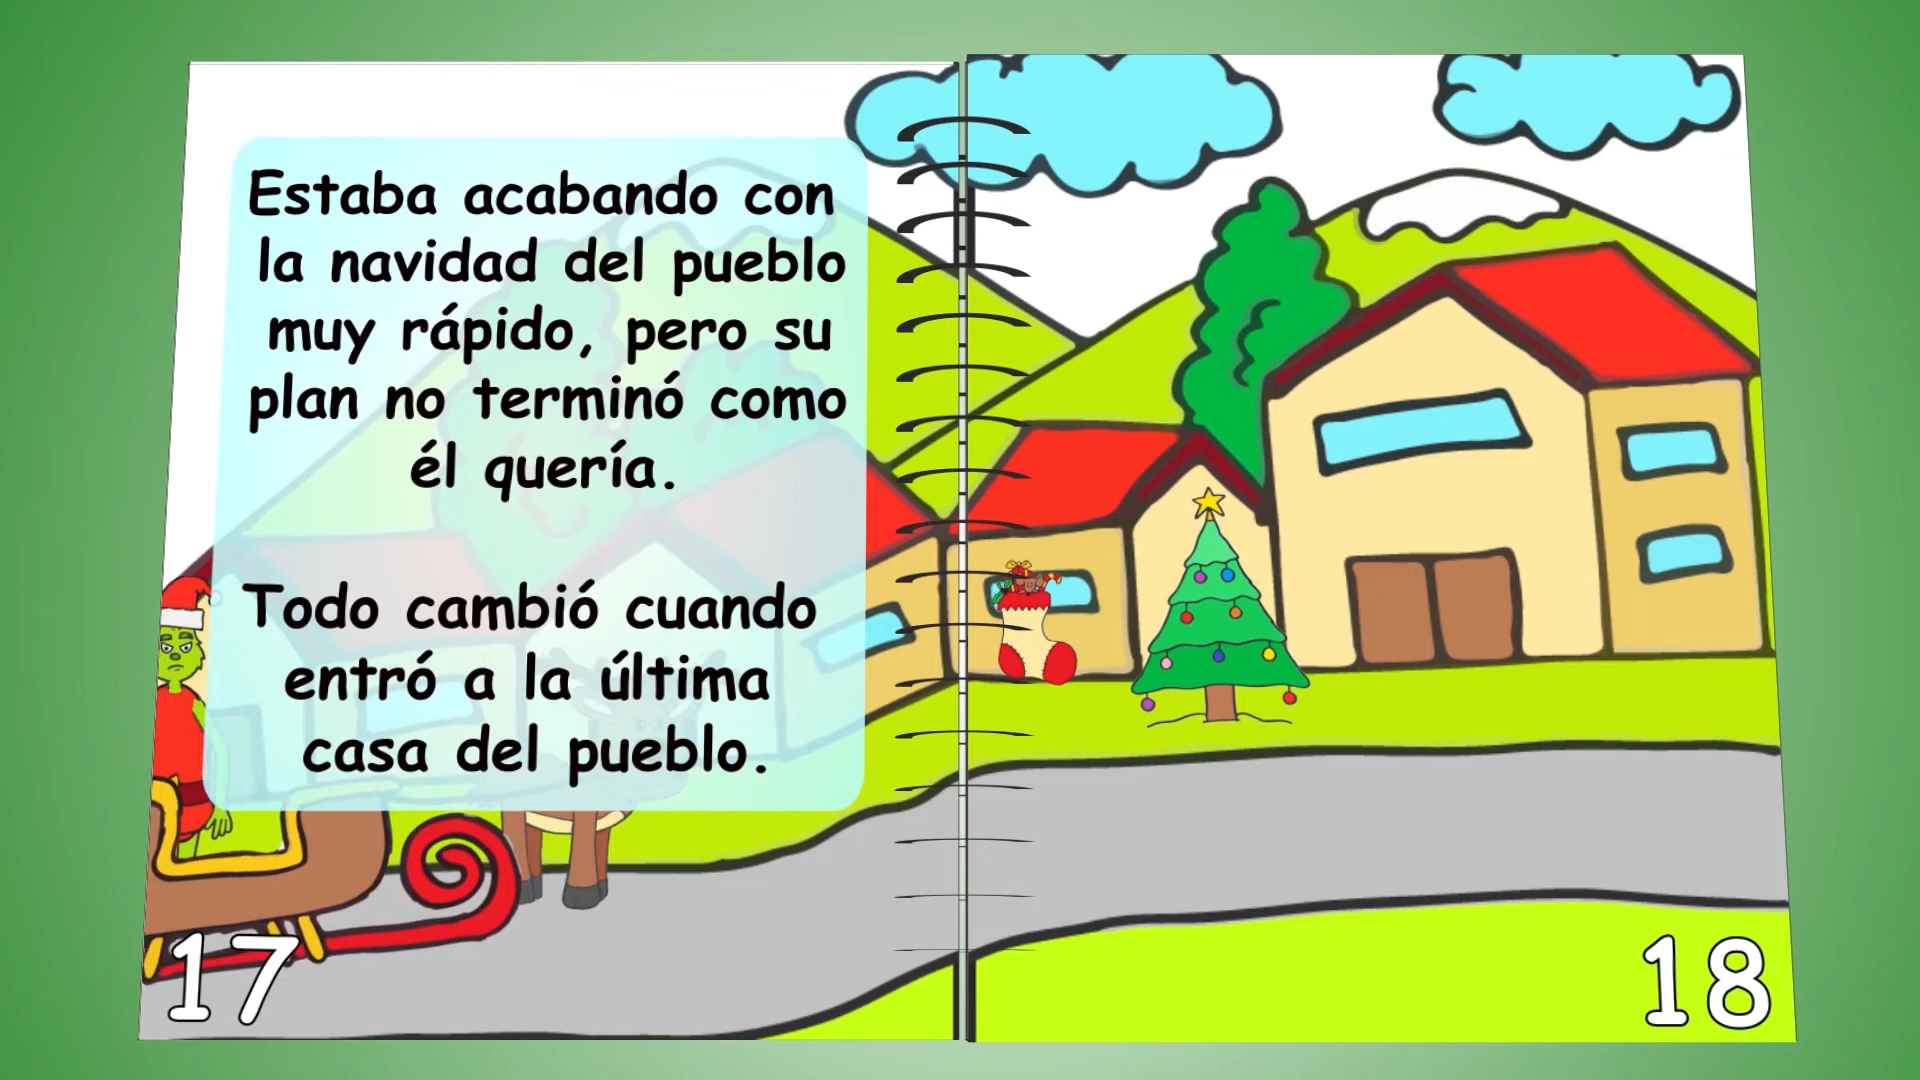 Estaba acabando con
la navidad del pueblo
muy rápido, pero su
plan no terminó como
él quería.
Todo cambió cuando
entró a la última
casa del pueblo.
17
18